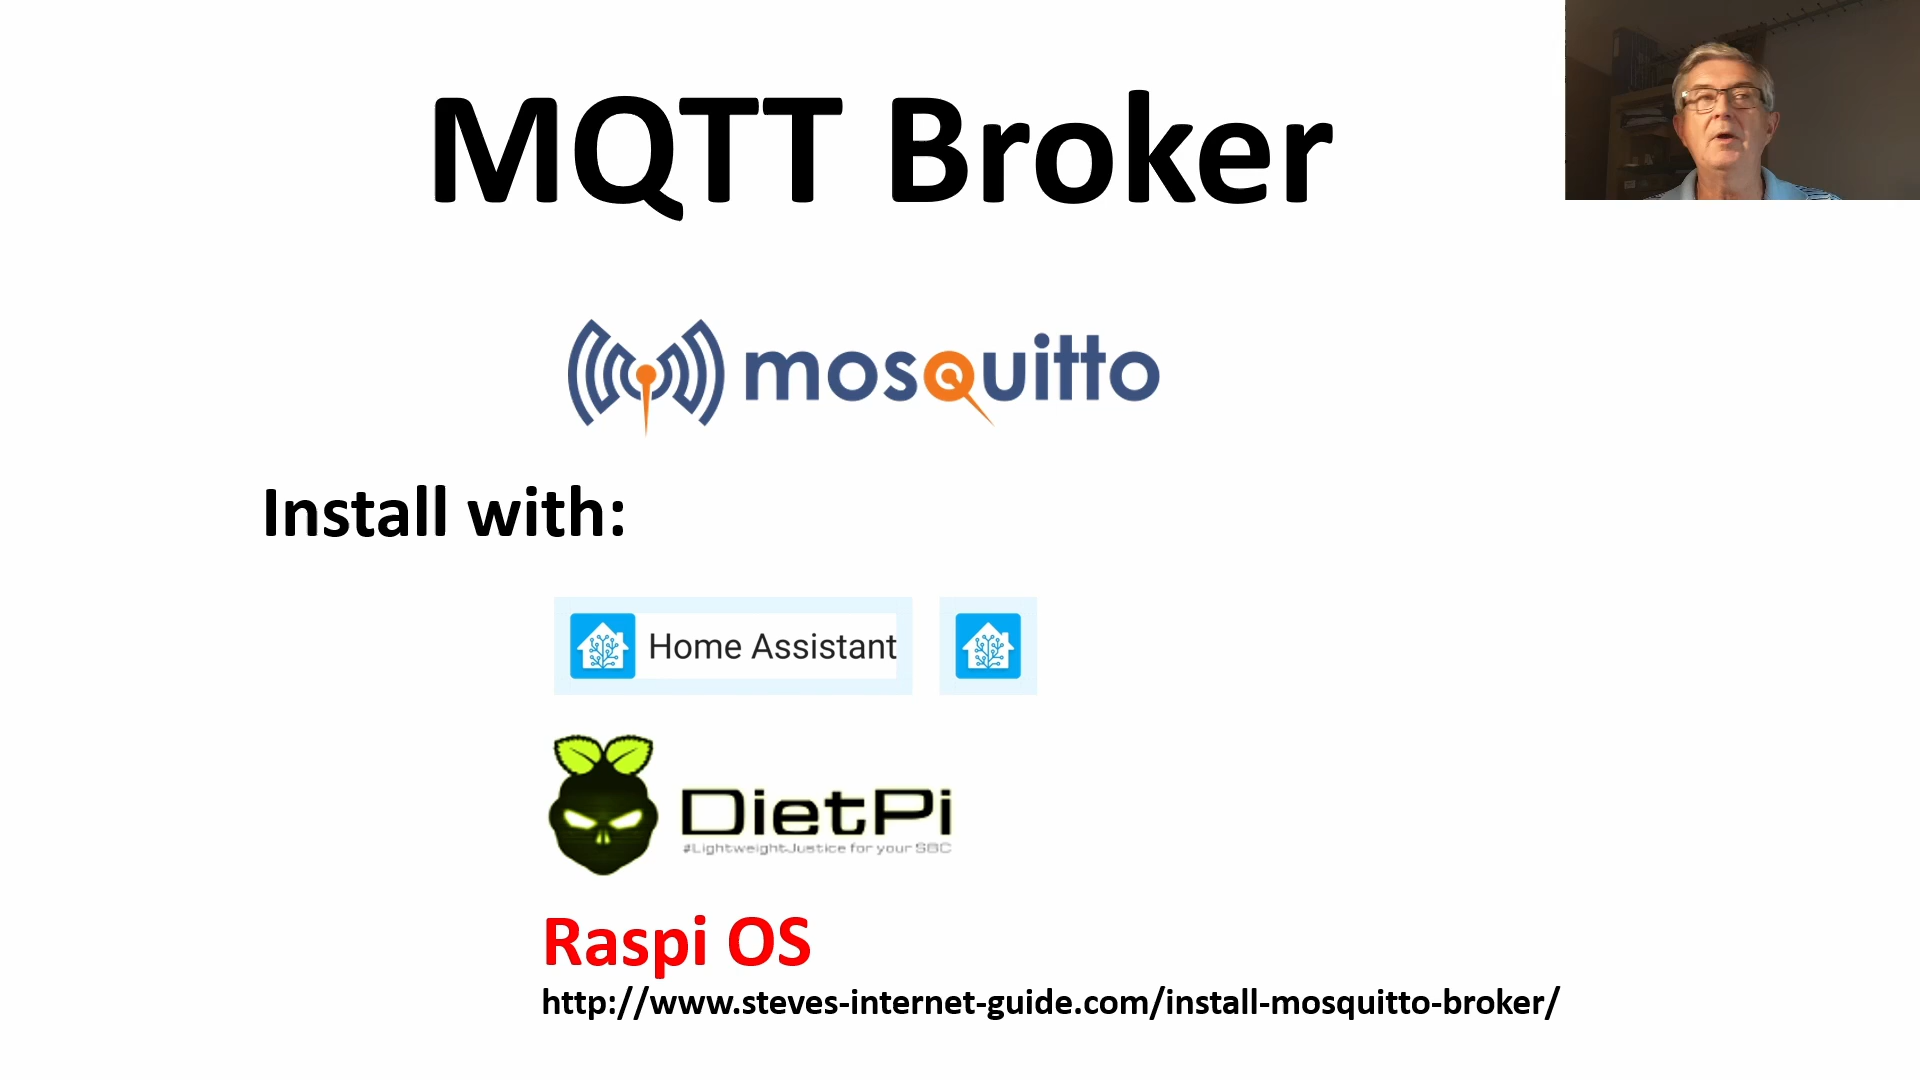 MQTT Broker
mosquitto
Install with:
Home Assistant
DietPi
#LightweightJustice for your SBC
Raspi OS
http://www.steves-internet-guide.com/install-mosquitto-broker/